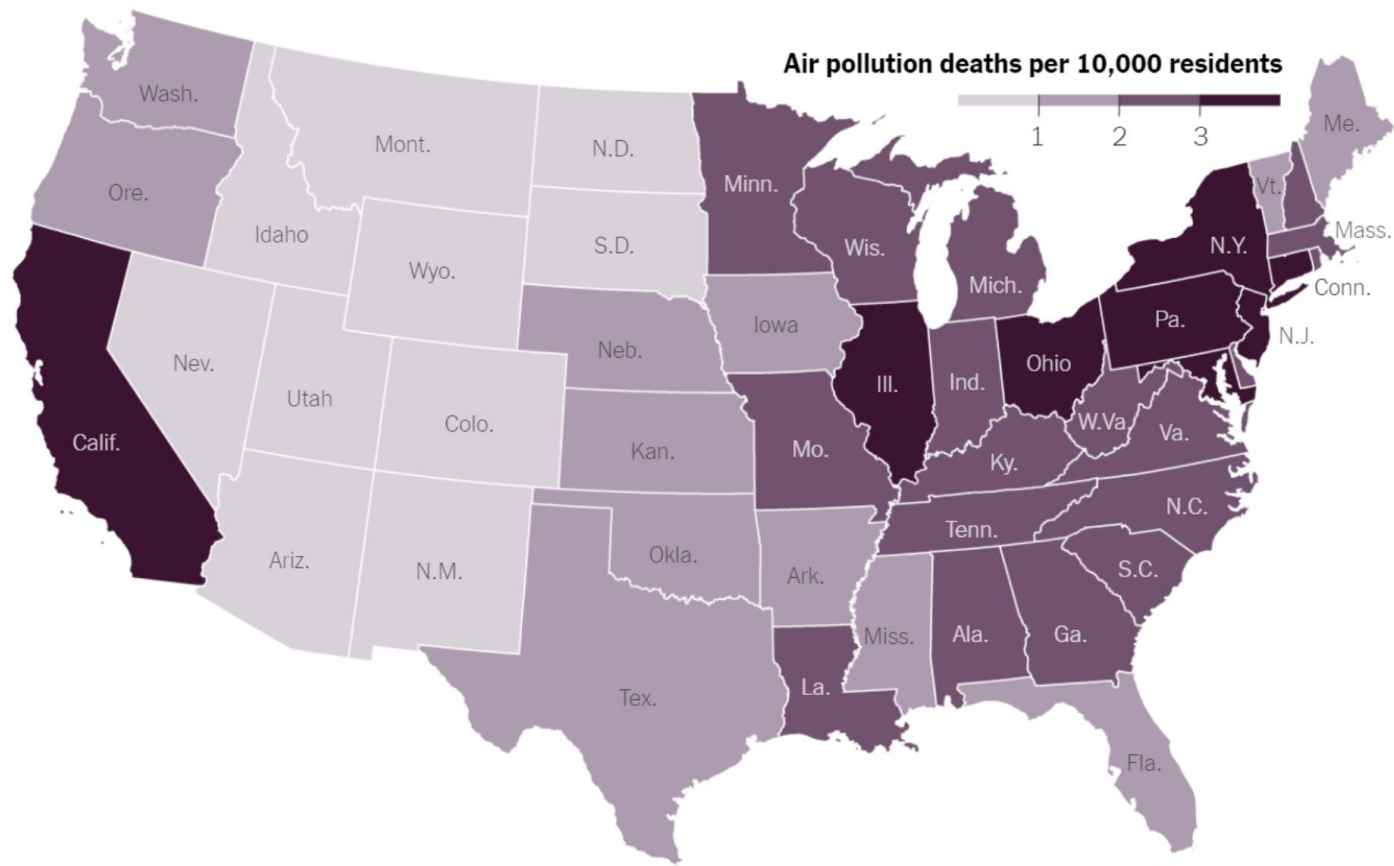 Air pollution deaths per 10,000 residents
1 2 3
Wash.
Mont.
N.D.
Me.
Minn.
Vt.
Ore.
Idaho
S.D.
Wis.
N.Y.
Mass.
Wyo.
Mich.
Conn.
Iowa
Pa.
N.J.
Neb.
Nev.
Ohio
Ill.
Ind.
Utah
Colo.
Calif.
Kan.
Mo.
W.Va.
Va.
Ky.
N.C.
Tenn.
Okla.
Ariz.
N.M.
Ark.
S.C.
Miss.
Ala.
Ga.
La.
Tex.
Fla.